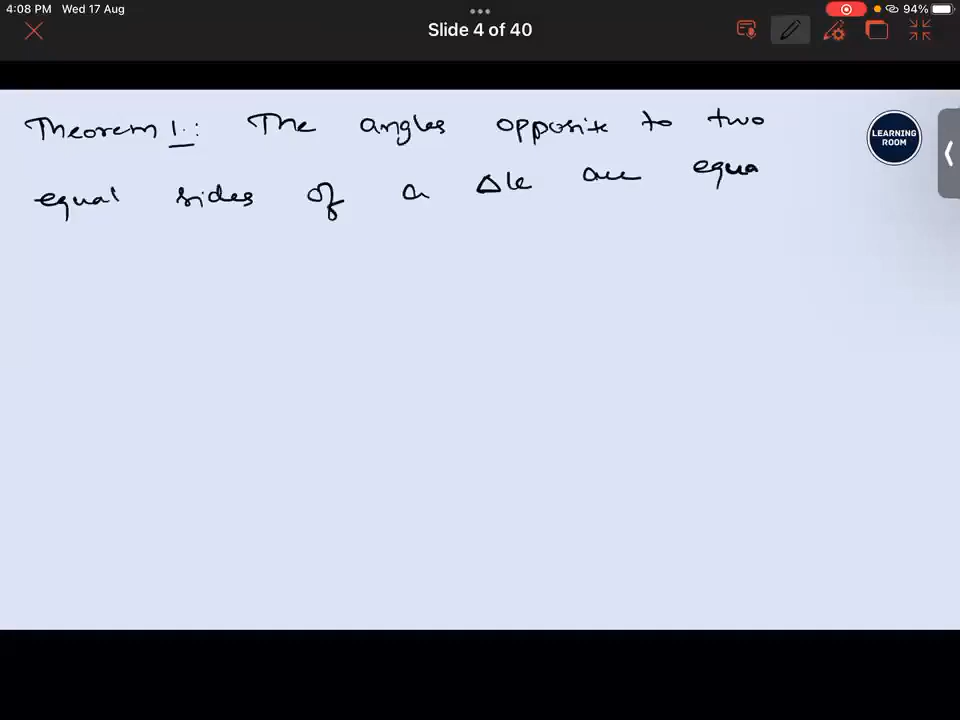 4:08 PM Wed 17 Aug
94%
Slide 4 of 40
Theorem 1.: The angles opposite to two
equal sides of a Δle are equa
LEARNING
ROOM